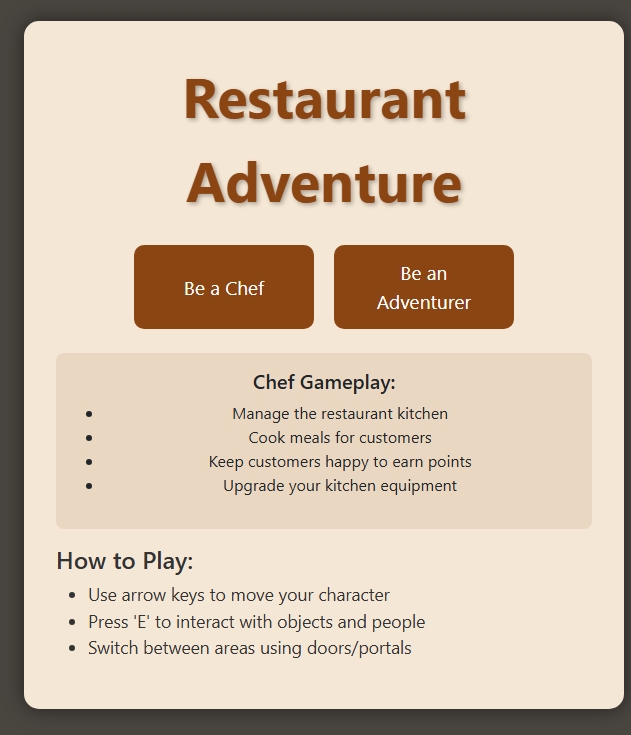 Restaurant
Adventure
Be a Chef
Be an
Adventurer
Chef Gameplay:
Manage the restaurant kitchen
Cook meals for customers
Keep customers happy to earn points
Upgrade your kitchen equipment
How to Play:
Use arrow keys to move your character
Press 'E' to interact with objects and people
Switch between areas using doors/portals